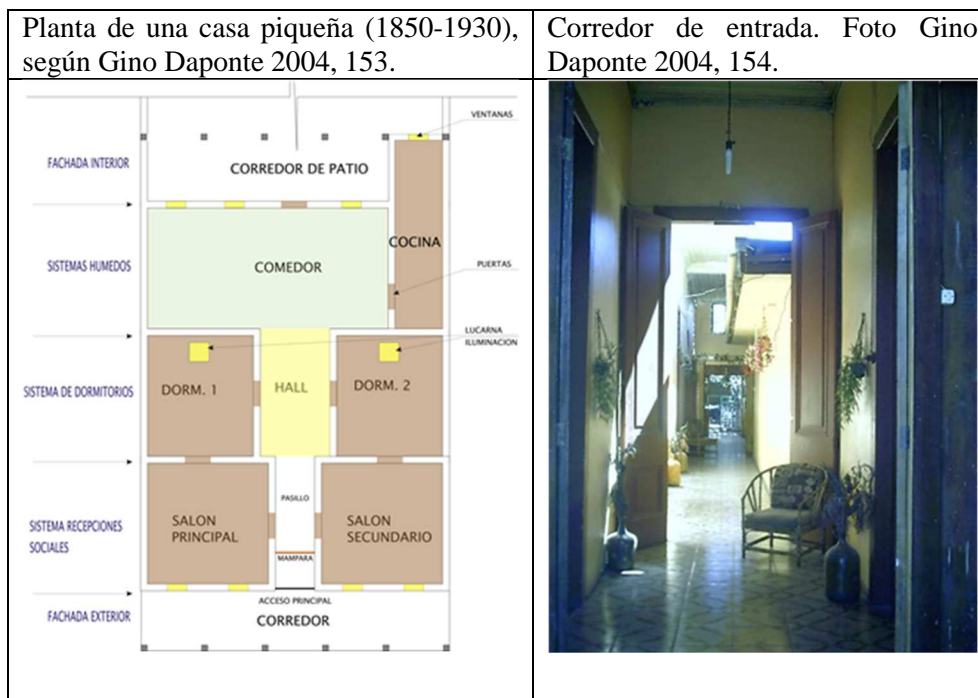 Planta de una casa piqueña (1850-1930),
según Gino Daponte 2004, 153.
Corredor de entrada. Foto Gino
Daponte 2004, 154.
VENTANAS
FACHADA INTERIOR
CORREDOR DE PATIO
COCINA
SISTEMAS HUMEDOS
COMEDOR
PUERTAS
LUCARNA
ILUMINACION
SISTEMA DE DORMITORIOS
DORM. 1
HALL
DORM. 2
PASILLO
SISTEMA RECEPCIONES
SOCIALES
SALON
PRINCIPAL
SALON
SECUNDARIO
MAMPARA
ACCESO PRINCIPAL
FACHADA EXTERIOR
CORREDOR